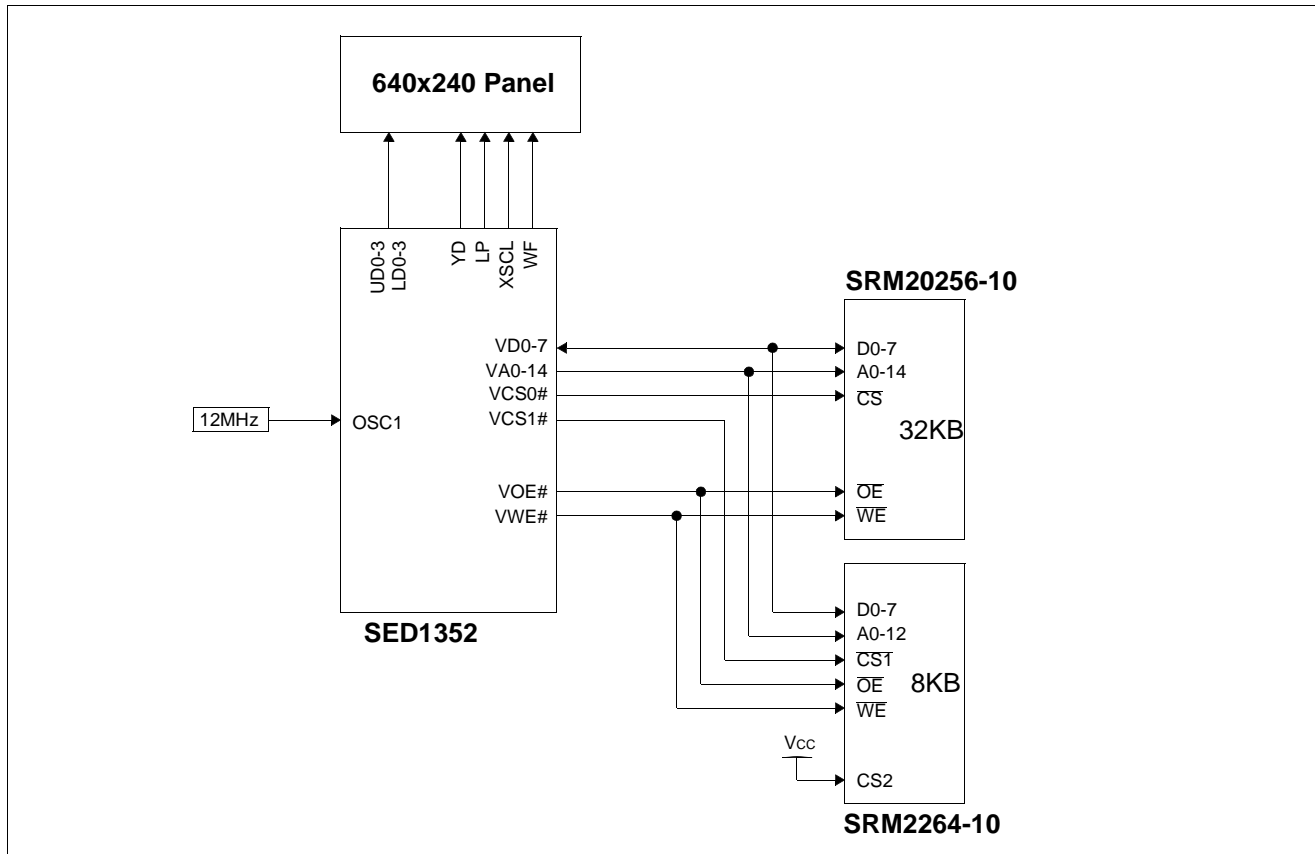 640x240 Panel
UD0-3
LD0-3
YD
LP
XSCL
WF
12MHz
OSC1
VD0-7
VA0-14
VCS0#
VCS1#
VOE#
VWE#
SED1352
SRM20256-10
D0-7
A0-14
CS
32KB
OE
WE
D0-7
A0-12
CS1
OE
8KB
WE
Vcc
CS2
SRM2264-10